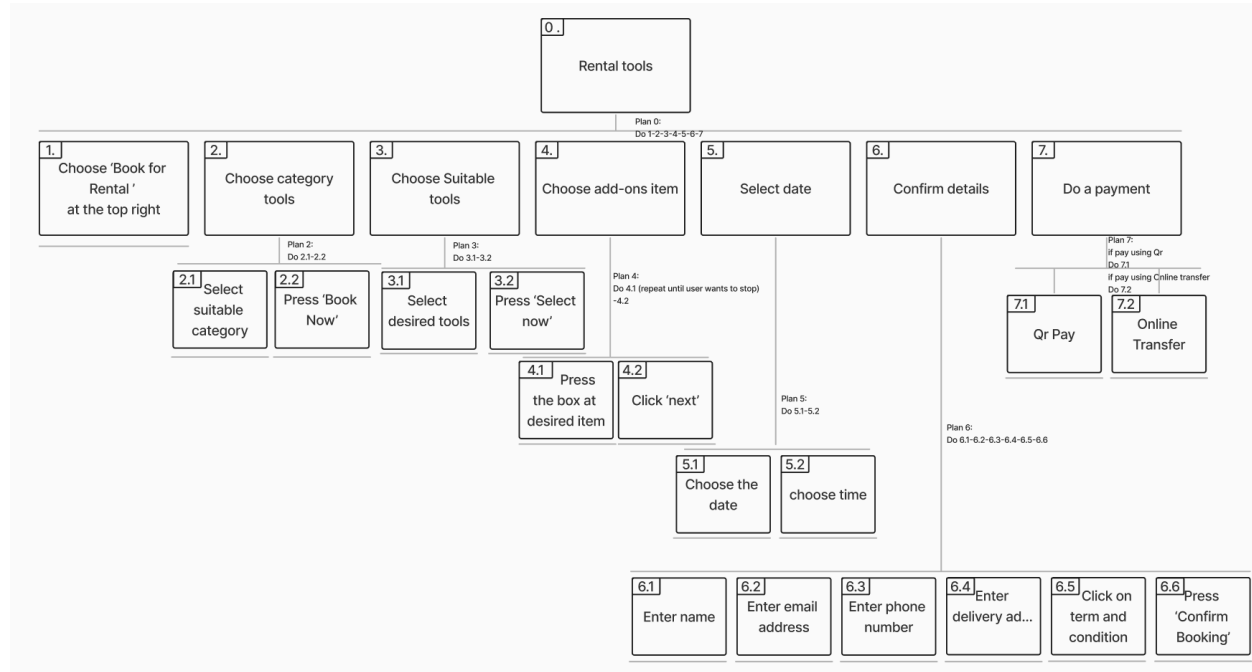 0 .
Rental tools
Plan 0:
Do 1-2-3-4-5-6-7
1.
Choose ‘Book for
Rental ’
at the top right
2.
Choose category
tools
3.
Choose Suitable
tools
4.
Choose add-ons item
5.
Select date
6.
Confirm details
7.
Do a payment
Plan 2:
Do 2.1-2.2
Plan 3:
Do 3.1-3.2
Plan 4:
Do 4.1 (repeat until user wants to stop)
-4.2
Plan 7:
if pay using Qr
Do 7.1
if pay using Online transfer
Do 7.2
2.1
Select
suitable
category
2.2
Press ‘Book
Now’
3.1
Select
desired tools
3.2
Press ‘Select
now’
7.1
Qr Pay
7.2
Online
Transfer
4.1
Press
the box at
desired item
4.2
Click ‘next’
Plan 5:
Do 5.1-5.2
Plan 6:
Do 6.1-6.2-6.3-6.4-6.5-6.6
5.1
Choose the
date
5.2
choose time
6.1
Enter name
6.2
Enter email
address
6.3
Enter phone
number
6.4
Enter
delivery ad...
6.5
Click on
term and
condition
6.6
Press
‘Confirm
Booking’